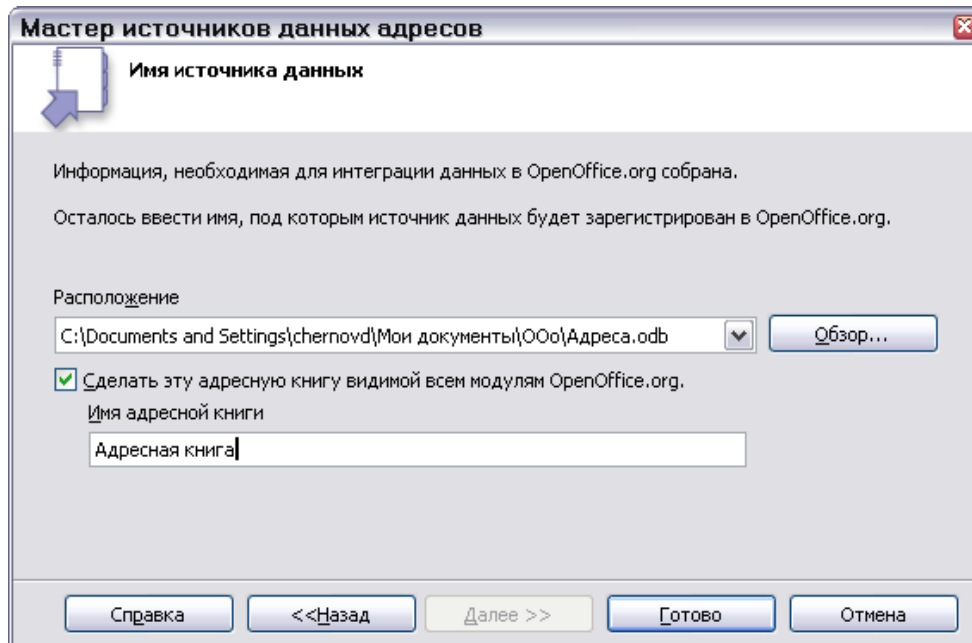 Мастер источников данных адресов
Имя источника данных
Информация, необходимая для интеграции данных в OpenOffice.org собрана.
Осталось ввести имя, под которым источник данных будет зарегистрирован в OpenOffice.org.
Расположение
C:\Documents and Settings\chernovd\Мои документы\OOo\Адреса.odb
Обзор...
Сделать эту адресную книгу видимой всем модулям OpenOffice.org.
Имя адресной книги
Адресная книга
Справка
<<Назад
Далее >>
Готово
Отмена